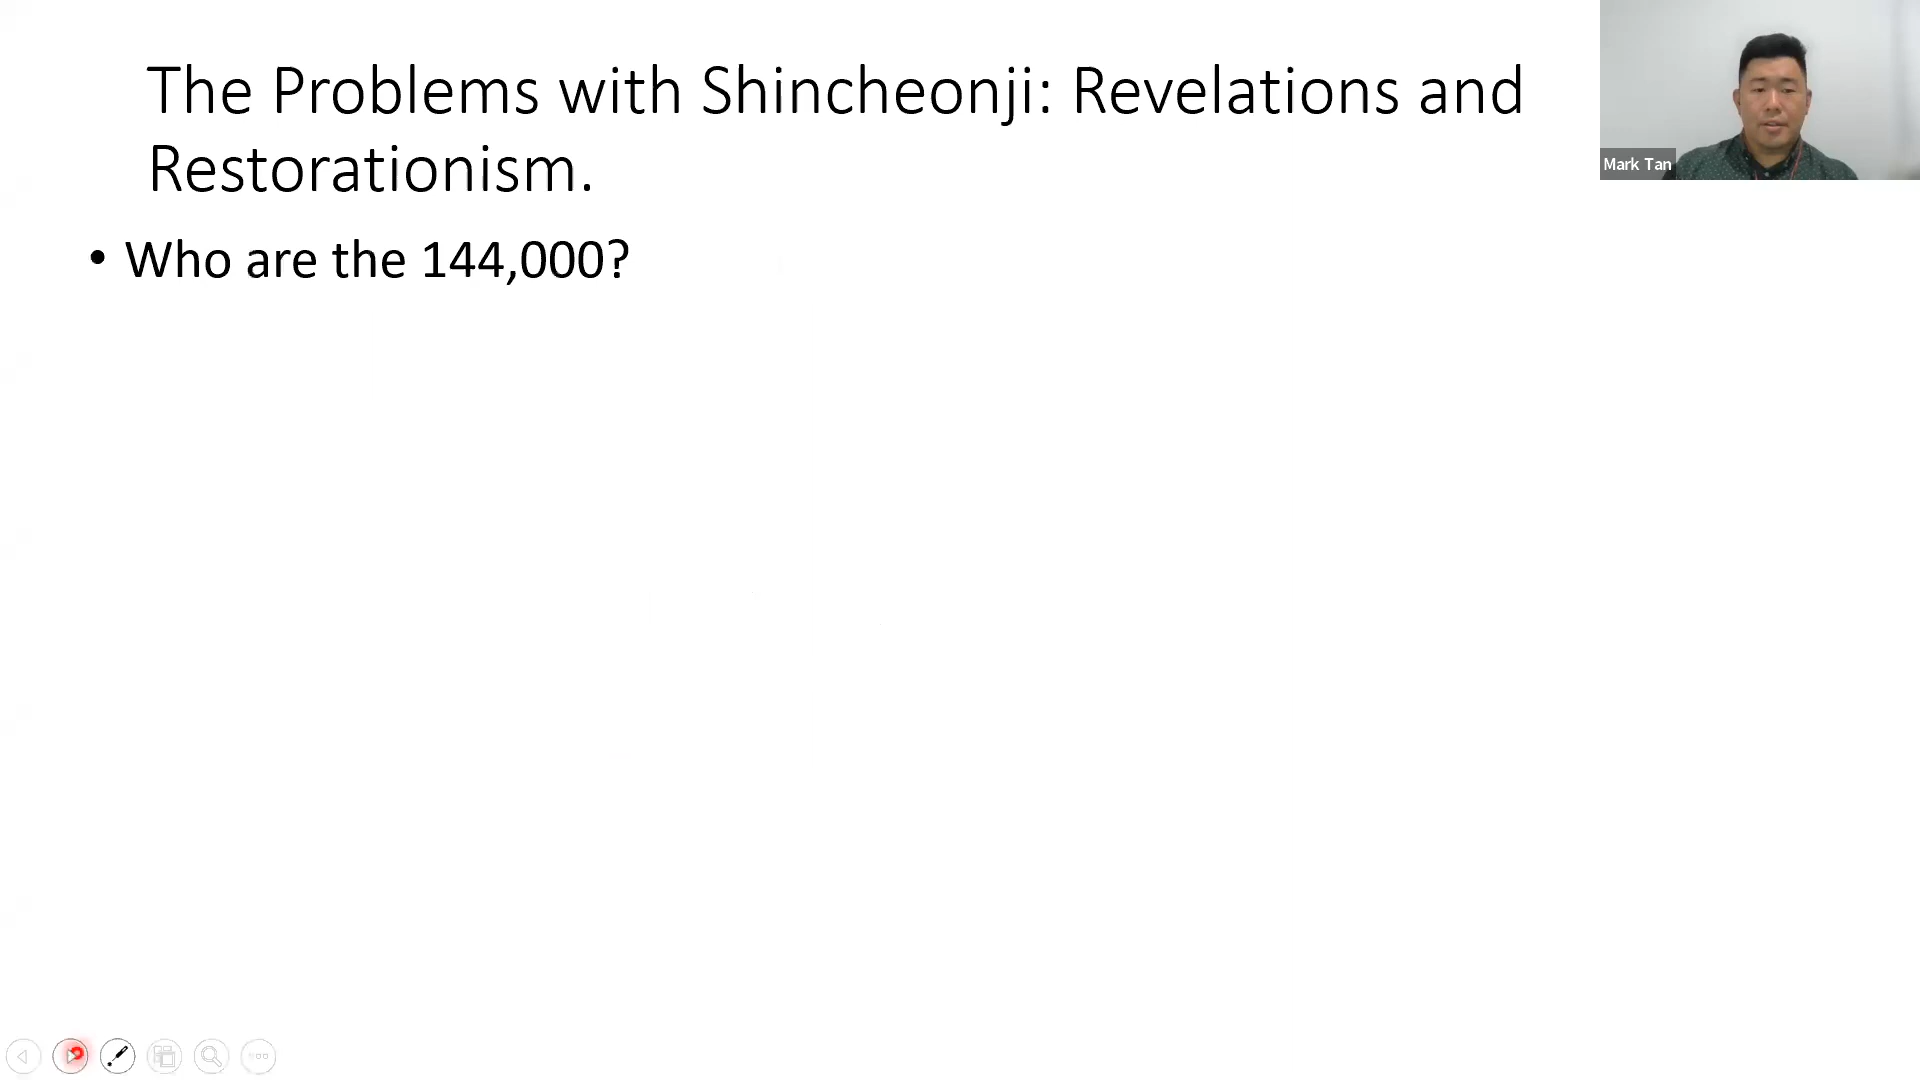 The Problems with Shincheonji: Revelations and
Restorationism.
• Who are the 144,000?
Mark Tan